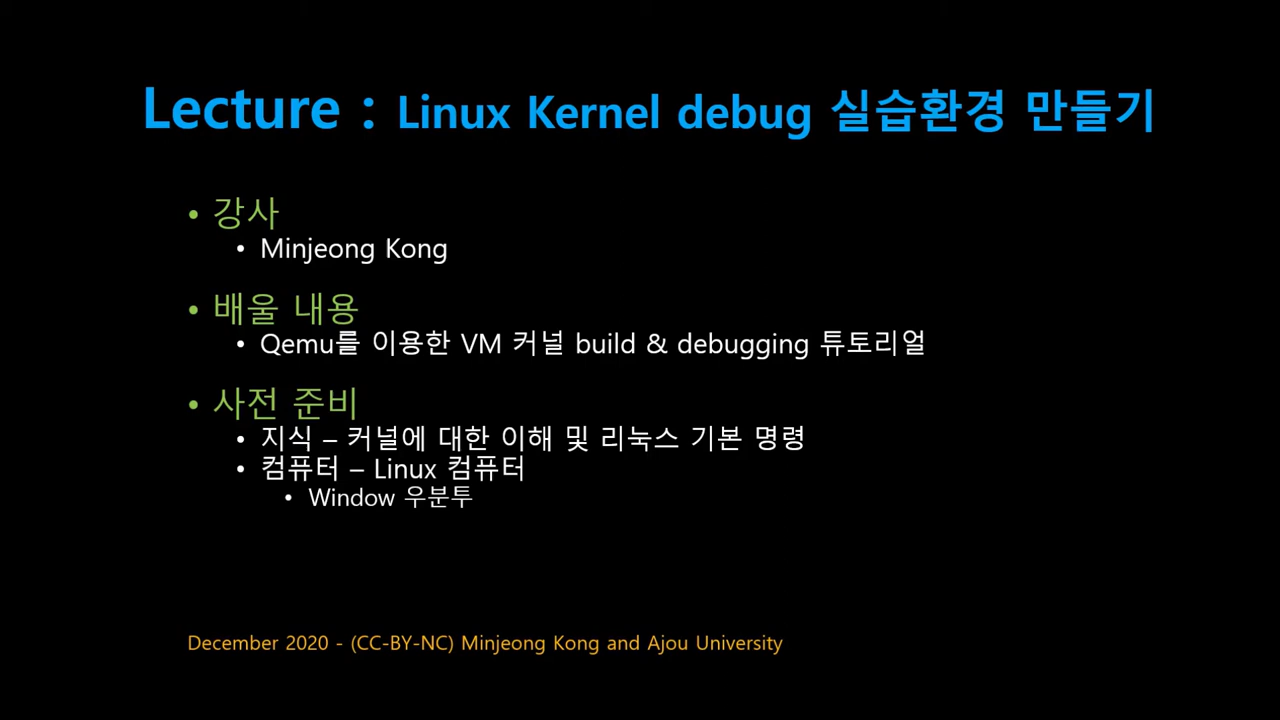 Lecture : Linux Kernel debug 실습환경 만들기
• 강사
• Minjeong Kong
• 배울 내용
• Qemu를 이용한 VM 커널 build & debugging 튜토리얼
• 사전 준비
• 지식 – 커널에 대한 이해 및 리눅스 기본 명령
• 컴퓨터 – Linux 컴퓨터
• Window 우분투
December 2020 - (CC-BY-NC) Minjeong Kong and Ajou University